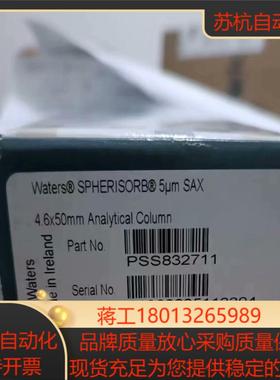 苏杭自动
Waters® SPHERISORB® 5µm SAX
4.6x50mm Analytical Column
Part No.
PSS832711
Serial No.
Waters
de in Ireland
蒋工18013265989
自动化
开票
品牌质量放心采购质量保
现货充足为您提供稳定的